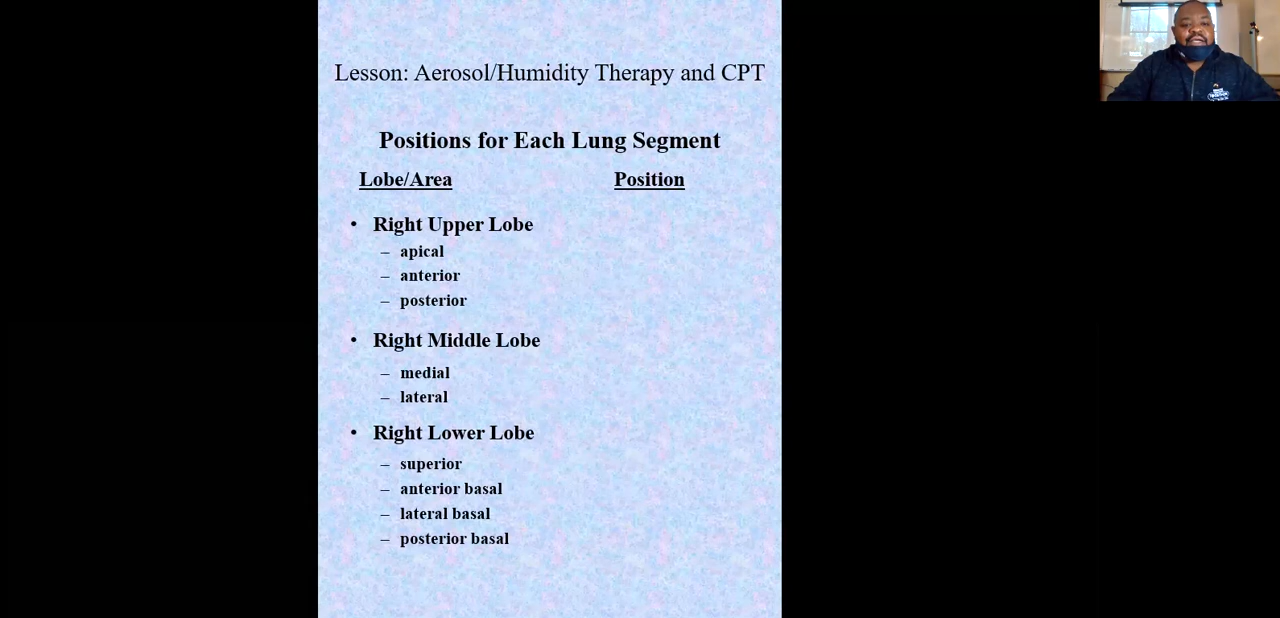 Lesson: Aerosol/Humidity Therapy and CPT
Positions for Each Lung Segment
Lobe/Area Position
• Right Upper Lobe
– apical
– anterior
– posterior
• Right Middle Lobe
– medial
– lateral
• Right Lower Lobe
– superior
– anterior basal
– lateral basal
– posterior basal